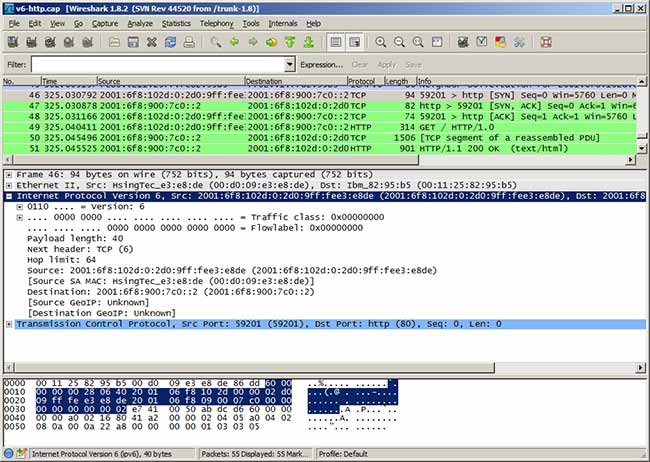 v6-http.cap [Wireshark 1.8.2 (SVN Rev 44520 from /trunk-1.8)]
File Edit View Go Capture Analyze Statistics Telephony Tools Internals Help
Filter: Expression... Clear Apply Save
No. Time Source Destination Protocol Length Info
46 325.030792 2001:6f8:102d:0:2d0:9ff:fee: 2001:6f8:900:7c0::2 TCP 94 59201 > http [SYN] Seq=0 Win=5760 Len=0 M
47 325.030878 2001:6f8:900:7c0::2 2001:6f8:102d:0:2d0 TCP 82 http > 59201 [SYN, ACK] Seq=0 Ack=1 Win=6
48 325.031166 2001:6f8:102d:0:2d0:9ff:fee: 2001:6f8:900:7c0::2 TCP 74 59201 > http [ACK] Seq=1 Ack=1 Win=5760 L
49 325.040411 2001:6f8:102d:0:2d0:9ff:fee: 2001:6f8:900:7c0::2 HTTP 314 GET / HTTP/1.0
50 325.045496 2001:6f8:900:7c0::2 2001:6f8:102d:0:2d0 TCP 1506 [TCP segment of a reassembled PDU]
51 325.045525 2001:6f8:900:7c0::2 2001:6f8:102d:0:2d0 HTTP 901 HTTP/1.1 200 OK (text/html)
Frame 46: 94 bytes on wire (752 bits), 94 bytes captured (752 bits)
Ethernet II, Src: HsingTec_e3:e8:de (00:d0:09:e3:e8:de), Dst: Ibm_82:95:b5 (00:11:25:82:95:b5)
Internet Protocol Version 6, Src: 2001:6f8:102d:0:2d0:9ff:fee3:e8de (2001:6f8:102d:0:2d0:9ff:fee3:e8de), Dst: 2001:6f8
0110 .... = Version: 6
.... 0000 0000 .... .... .... .... .... = Traffic class: 0x00000000
.... .... .... 0000 0000 0000 0000 0000 = Flowlabel: 0x00000000
Payload length: 40
Next header: TCP (6)
Hop limit: 64
Source: 2001:6f8:102d:0:2d0:9ff:fee3:e8de (2001:6f8:102d:0:2d0:9ff:fee3:e8de)
[Source SA MAC: HsingTec_e3:e8:de (00:d0:09:e3:e8:de)]
Destination: 2001:6f8:900:7c0::2 (2001:6f8:900:7c0::2)
[Source GeoIP: Unknown]
[Destination GeoIP: Unknown]
Transmission Control Protocol, Src Port: 59201 (59201), Dst Port: http (80), Seq: 0, Len: 0
0000 00 11 25 82 95 b5 00 d0 09 e3 e8 de 86 dd 60 00 ..%..... ......`.
0010 00 00 00 28 06 40 20 01 06 f8 10 2d 00 00 02 d0 ...(.@ . ...-....
0020 09 ff fe e3 e8 de 20 01 06 f8 09 00 07 c0 00 00 ...... . ........
0030 00 00 00 00 00 02 e7 41 00 50 ab dc d6 60 00 00 .......A .P...`..
0040 00 00 a0 02 16 80 41 a2 00 00 02 04 05 a0 04 02 ......A. ........
0050 08 0a 00 0a 22 a8 00 00 00 00 01 03 03 05 ...."... ......
Internet Protocol Version 6 (ipv6), 40 bytes Packets: 55 Displayed: 55 Mark... Profile: Default